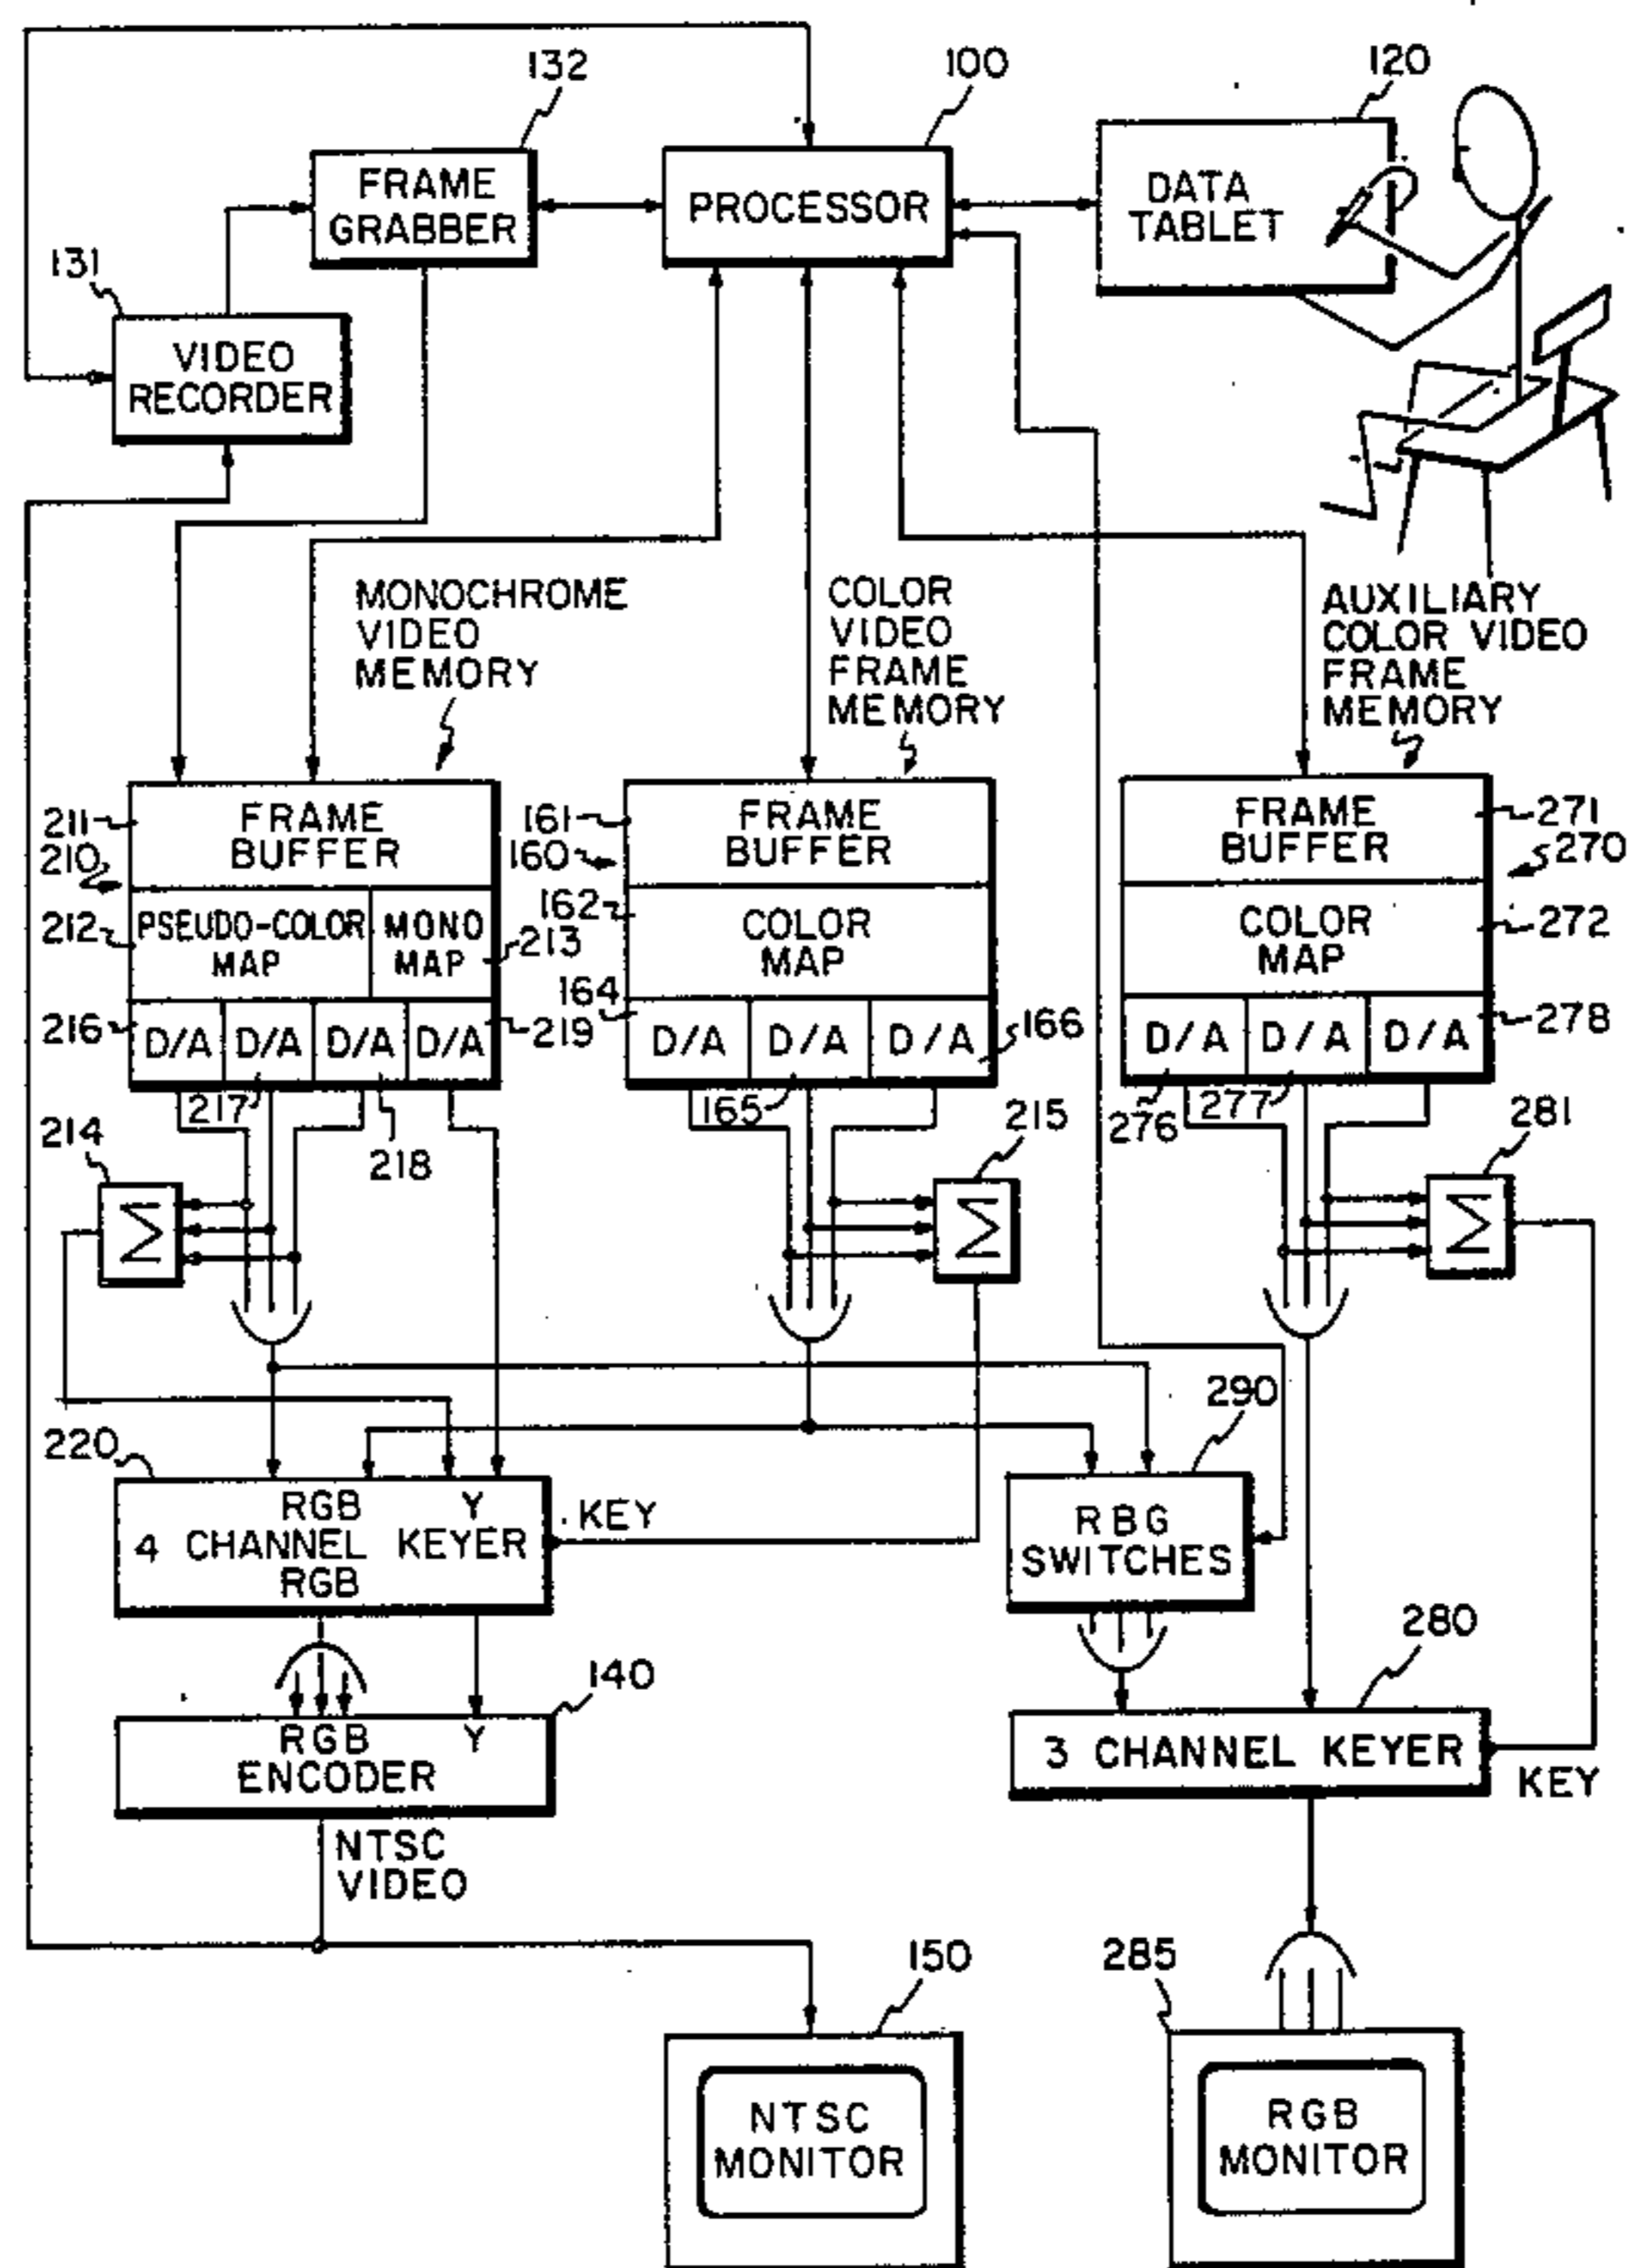 132
100
120
FRAME
GRABBER
PROCESSOR
DATA
TABLET
131
VIDEO
RECORDER
MONOCHROME
VIDEO
MEMORY
COLOR
VIDEO
FRAME
MEMORY
AUXILIARY
COLOR VIDEO
FRAME
MEMORY
211
210
FRAME
BUFFER
161
160
FRAME
BUFFER
FRAME
BUFFER
271
270
212
PSEUDO-COLOR
MAP
MONO
MAP
213
162
COLOR
MAP
COLOR
MAP
272
216
D/A
D/A
D/A
D/A
219
164
D/A
D/A
D/A
166
D/A
D/A
D/A
278
217
218
165
276
277
214
Σ
215
Σ
281
Σ
220
RGB Y
4 CHANNEL KEYER
RGB
KEY
290
RBG
SWITCHES
140
RGB Y
ENCODER
280
3 CHANNEL KEYER
KEY
NTSC
VIDEO
150
NTSC
MONITOR
285
RGB
MONITOR